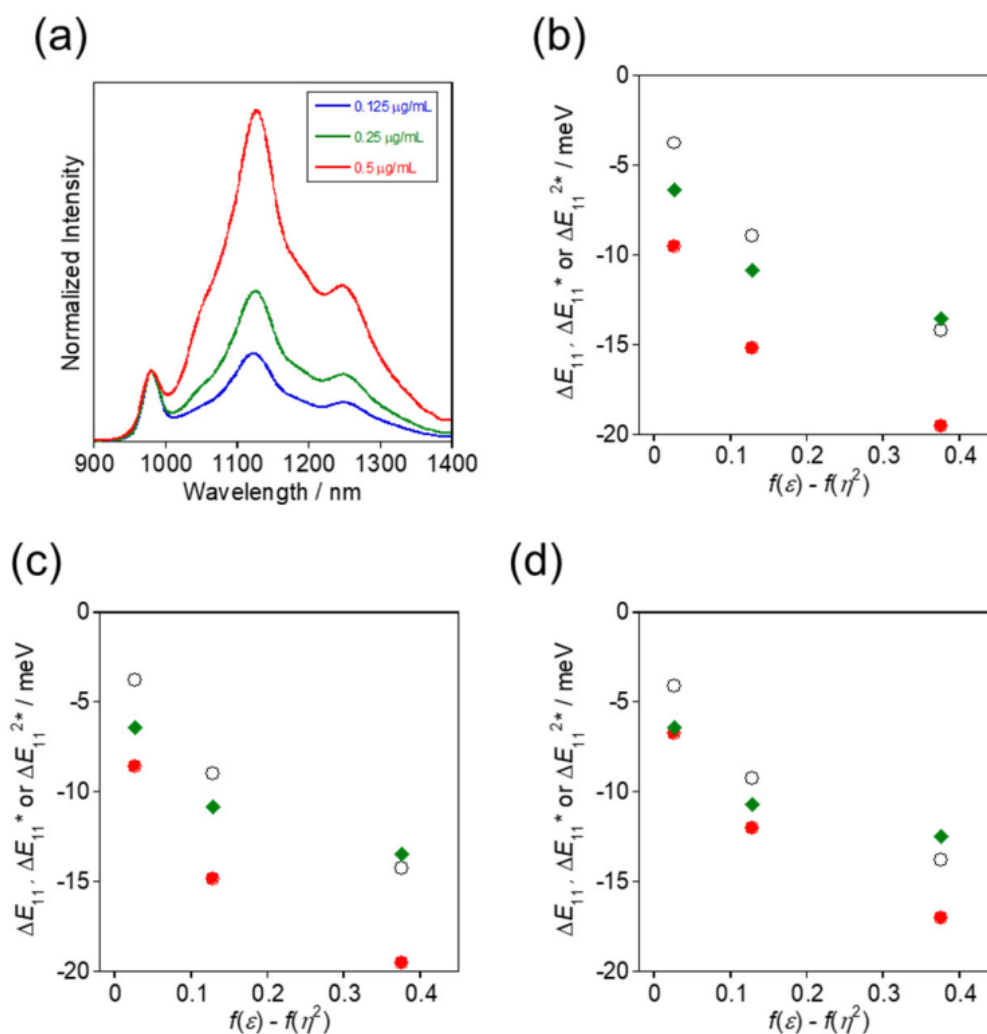 (a)
Normalized Intensity
0.125 μg/mL
0.25 μg/mL
0.5 μg/mL
900 1000 1100 1200 1300 1400
Wavelength / nm
(b)
ΔE₁₁, ΔE₁₁* or ΔE₁₁²* / meV
0
-5
-10
-15
-20
0 0.1 0.2 0.3 0.4
f(ε) - f(η²)
(c)
ΔE₁₁, ΔE₁₁* or ΔE₁₁²* / meV
0
-5
-10
-15
-20
0 0.1 0.2 0.3 0.4
f(ε) - f(η²)
(d)
ΔE₁₁, ΔE₁₁* or ΔE₁₁²* / meV
0
-5
-10
-15
-20
0 0.1 0.2 0.3 0.4
f(ε) - f(η²)